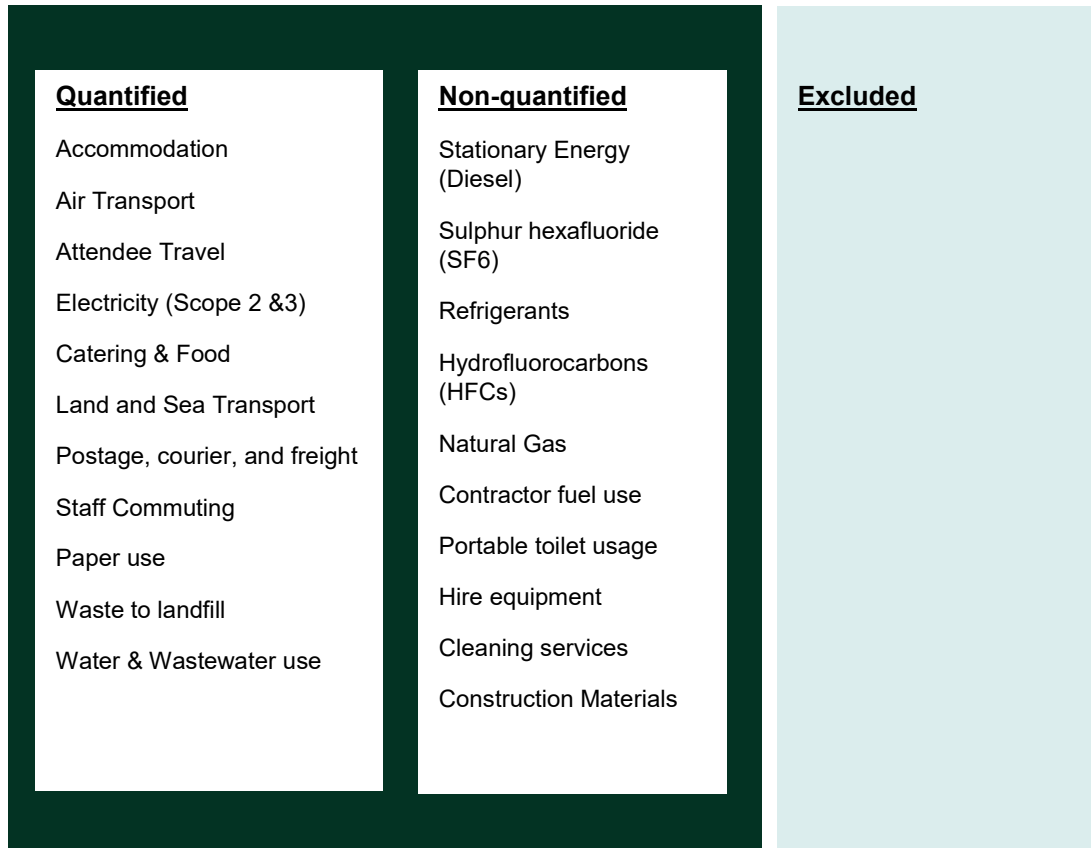 Quantified
Accommodation
Air Transport
Attendee Travel
Electricity (Scope 2 &3)
Catering & Food
Land and Sea Transport
Postage, courier, and freight
Staff Commuting
Paper use
Waste to landfill
Water & Wastewater use
Non-quantified
Stationary Energy
(Diesel)
Sulphur hexafluoride
(SF6)
Refrigerants
Hydrofluorocarbons
(HFCs)
Natural Gas
Contractor fuel use
Portable toilet usage
Hire equipment
Cleaning services
Construction Materials
Excluded